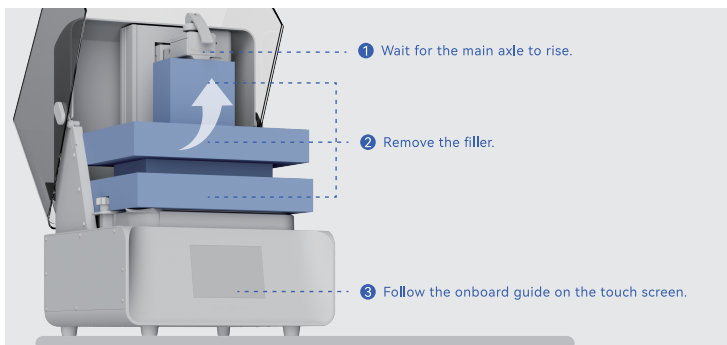 1 Wait for the main axle to rise.
2 Remove the filler.
3 Follow the onboard guide on the touch screen.